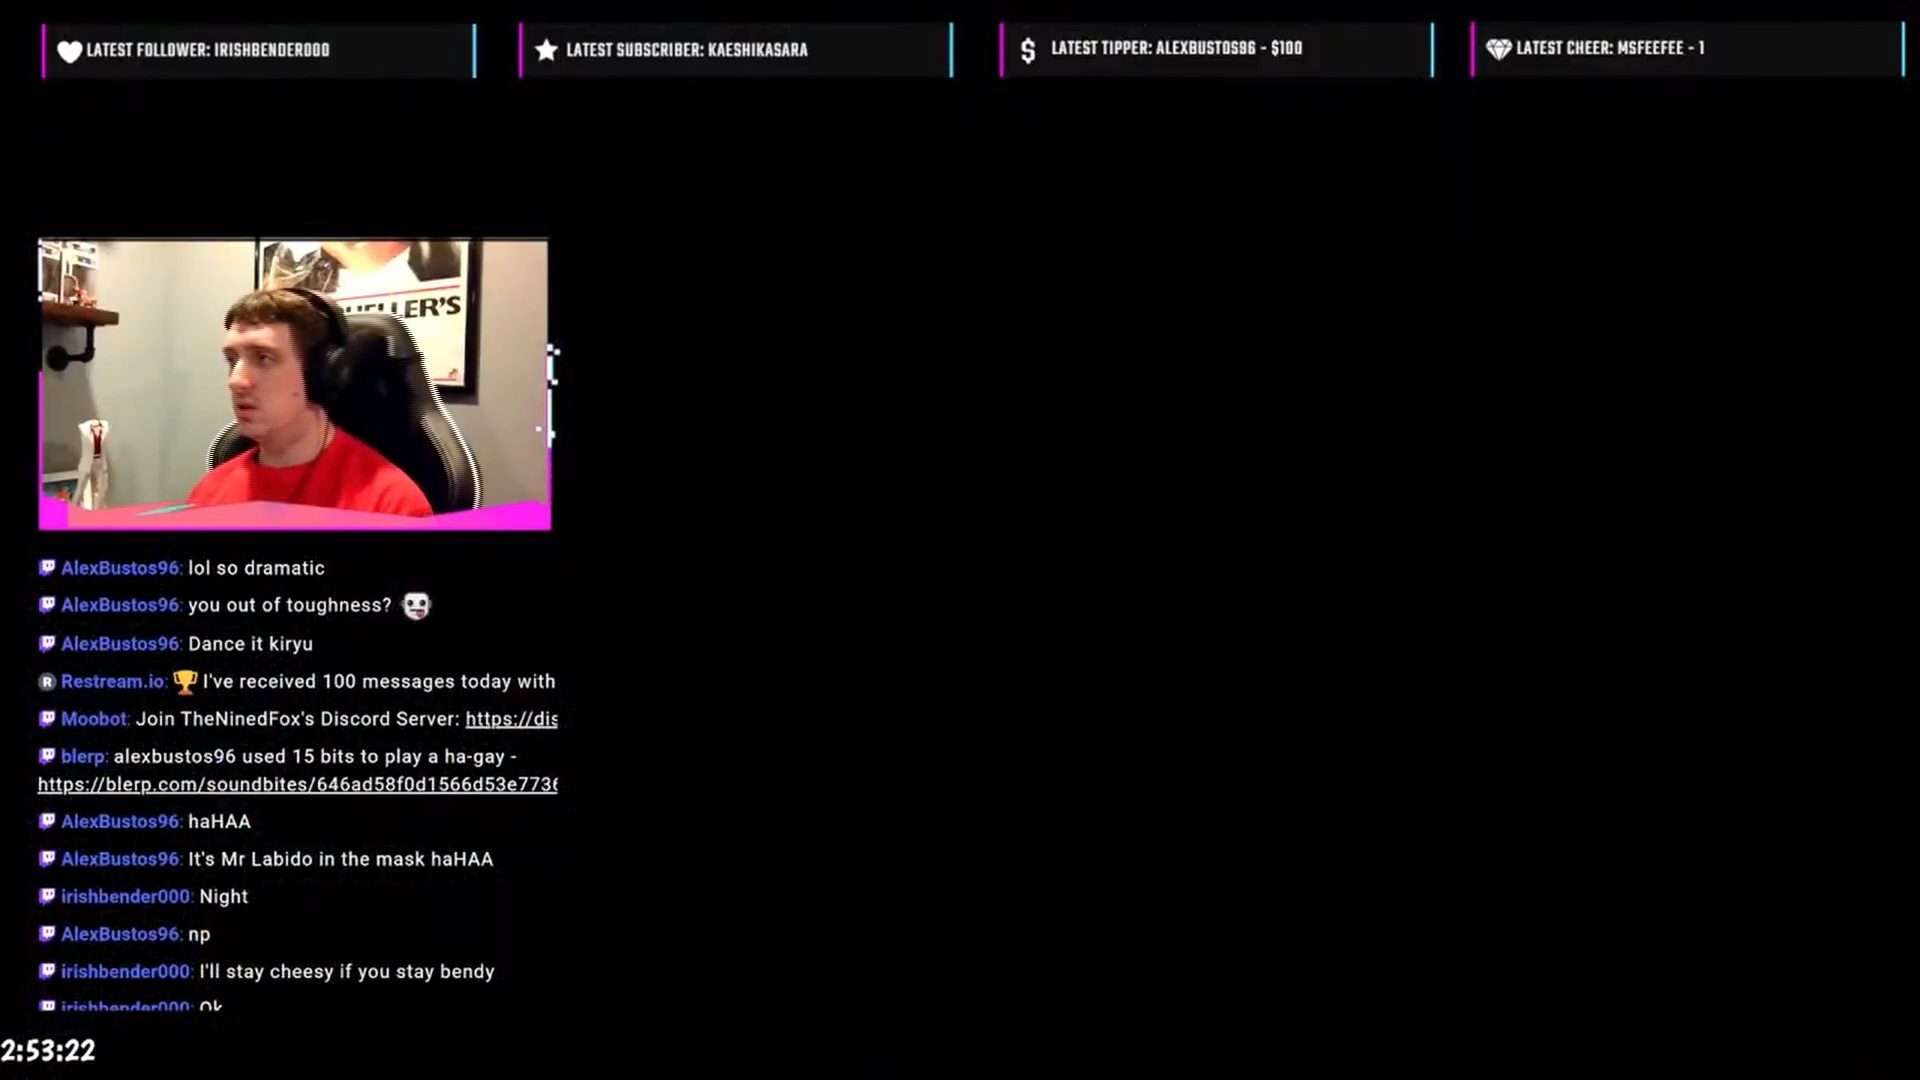 LATEST FOLLOWER: IRISHBENDER000
LATEST SUBSCRIBER: KAESHIKASARA
LATEST TIPPER: ALEXBUSTOS96 - $100
LATEST CHEER: MSFEEFEE - 1
AlexBustos96: lol so dramatic
AlexBustos96: you out of toughness?
AlexBustos96: Dance it kiryu
Restream.io: 🏆 I've received 100 messages today with
Moobot: Join TheNinedFox's Discord Server: https://dis
blerp: alexbustos96 used 15 bits to play a ha-gay -
https://blerp.com/soundbites/646ad58f0d1566d53e7736
AlexBustos96: haHAA
AlexBustos96: It's Mr Labido in the mask haHAA
irishbender000: Night
AlexBustos96: np
irishbender000: I'll stay cheesy if you stay bendy
irishbender000: Ok
2:53:22